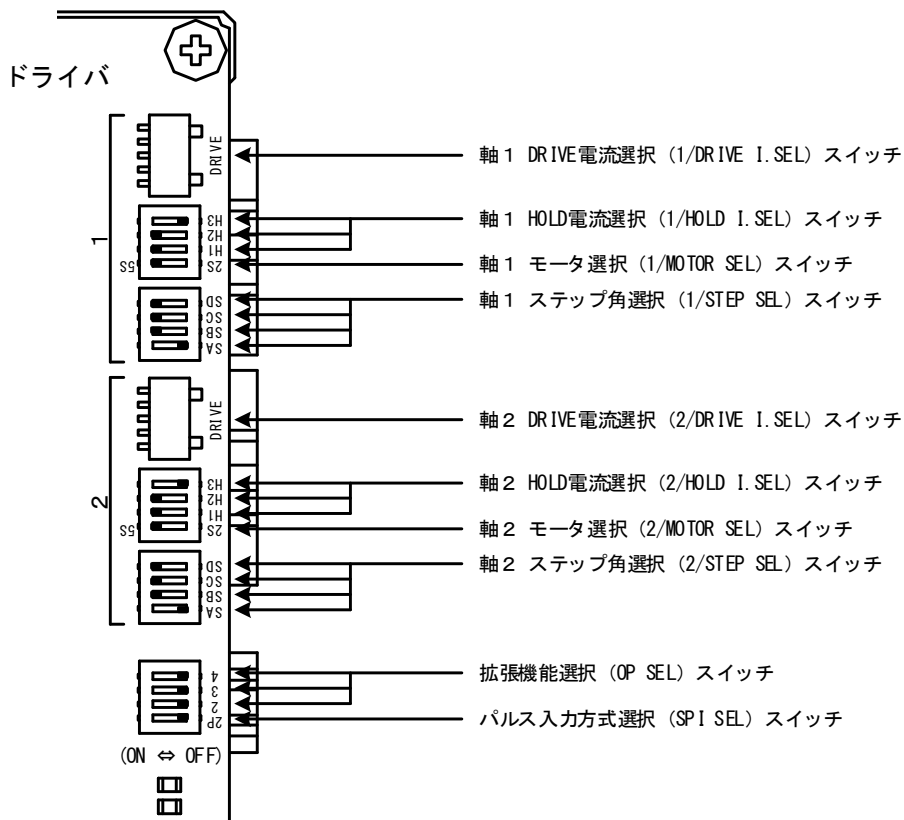 ドライバ
1
DRIVE
軸1 DRIVE電流選択（1/DRIVE I.SEL）スイッチ
H3
H2
H1
軸1 HOLD電流選択（1/HOLD I.SEL）スイッチ
5S
2S
軸1 モータ選択（1/MOTOR SEL）スイッチ
SD
SC
SB
SA
軸1 ステップ角選択（1/STEP SEL）スイッチ
2
DRIVE
軸2 DRIVE電流選択（2/DRIVE I.SEL）スイッチ
H3
H2
H1
軸2 HOLD電流選択（2/HOLD I.SEL）スイッチ
5S
2S
軸2 モータ選択（2/MOTOR SEL）スイッチ
SD
SC
SB
SA
軸2 ステップ角選択（2/STEP SEL）スイッチ
4
3
2
拡張機能選択（OP SEL）スイッチ
2P
パルス入力方式選択（SPI SEL）スイッチ
(ON ⇔ OFF)